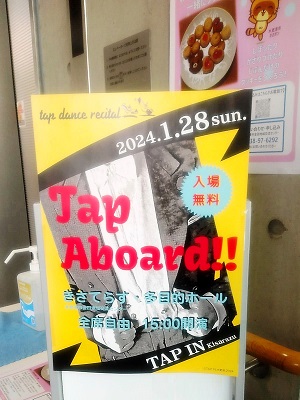 tap dance recital
2024.1.28 sun.
入場
無料
Tap
Aboard!!
きさてらす・多目的ホール
全席自由 15:00開演
TAP IN Kisarazu